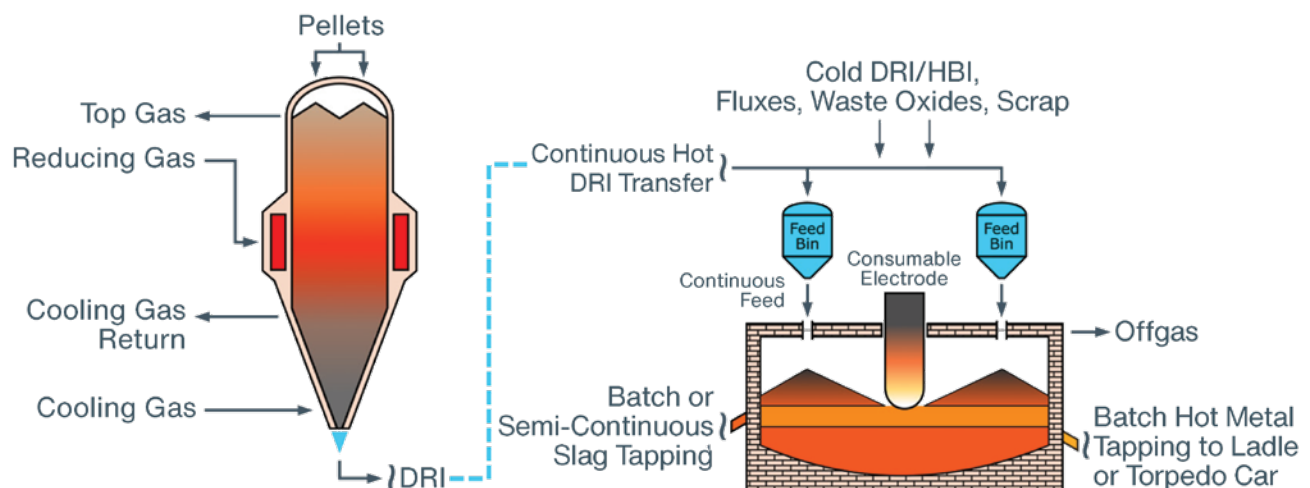 Pellets
Top Gas
Reducing Gas
Cooling Gas
Return
Cooling Gas
DRI
Cold DRI/HBI,
Fluxes, Waste Oxides, Scrap
Continuous Hot
DRI Transfer
Feed
Bin
Feed
Bin
Continuous
Feed
Consumable
Electrode
Offgas
Batch or
Semi-Continuous
Slag Tapping
Batch Hot Metal
Tapping to Ladle
or Torpedo Car